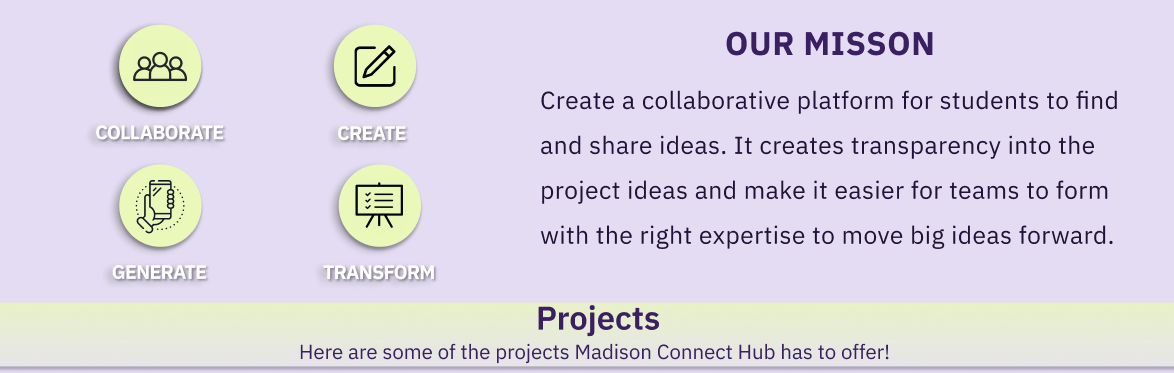 COLLABORATE
CREATE
GENERATE
TRANSFORM
OUR MISSON
Create a collaborative platform for students to find
and share ideas. It creates transparency into the
project ideas and make it easier for teams to form
with the right expertise to move big ideas forward.
Projects
Here are some of the projects Madison Connect Hub has to offer!